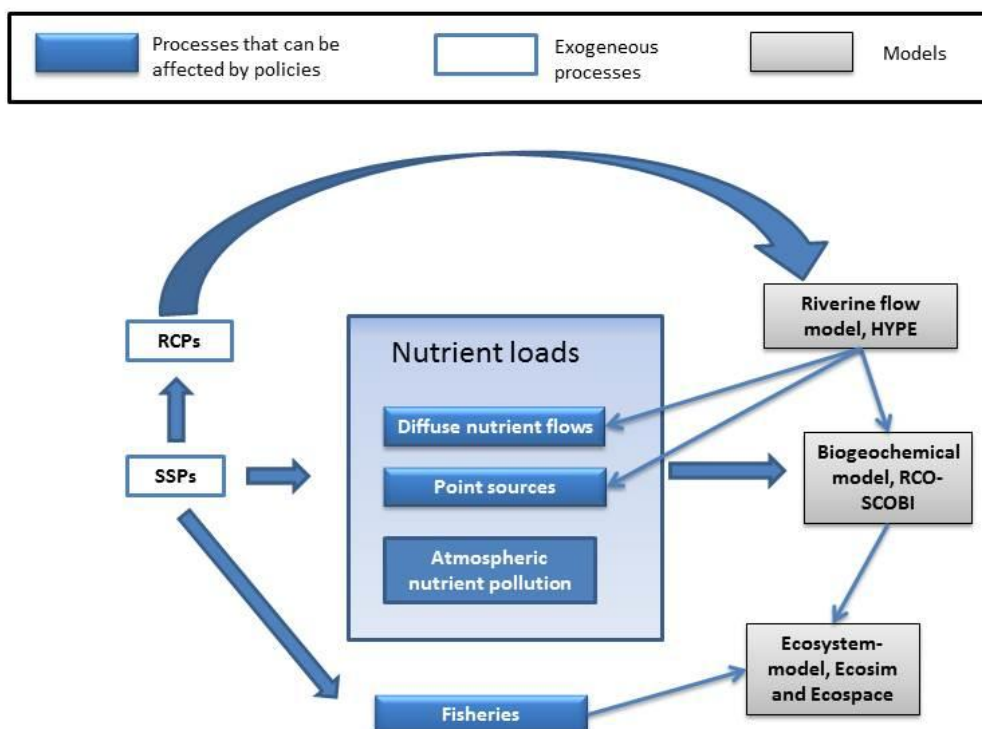 Processes that can be
affected by policies
Exogeneous
processes
Models
Riverine flow
model, HYPE
RCPs
Nutrient loads
Diffuse nutrient flows
SSPs
Point sources
Biogeochemical
model, RCO-
SCOBI
Atmospheric
nutrient pollution
Ecosystem-
model, Ecosim
and Ecospace
Fisheries